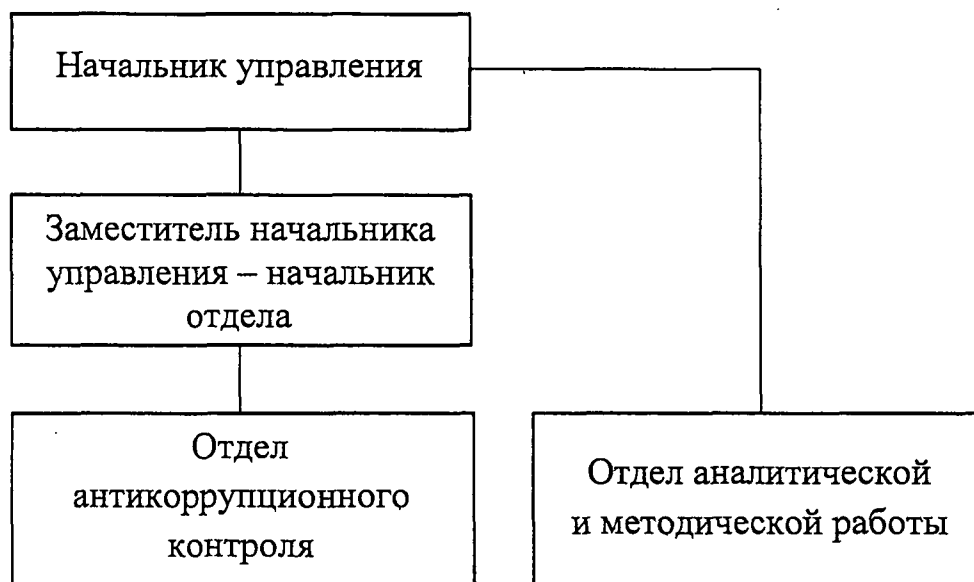 Начальник управления
Заместитель начальника
управления – начальник
отдела
Отдел
антикоррупционного
контроля
Отдел аналитической
и методической работы